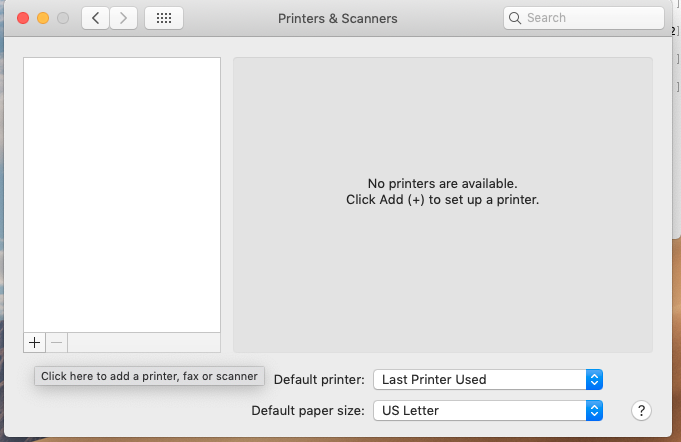 Printers & Scanners
Search
2]
]
]
]
No printers are available.
Click Add (+) to set up a printer.
+
−
Click here to add a printer, fax or scanner
Default printer:
Last Printer Used
Default paper size:
US Letter
?